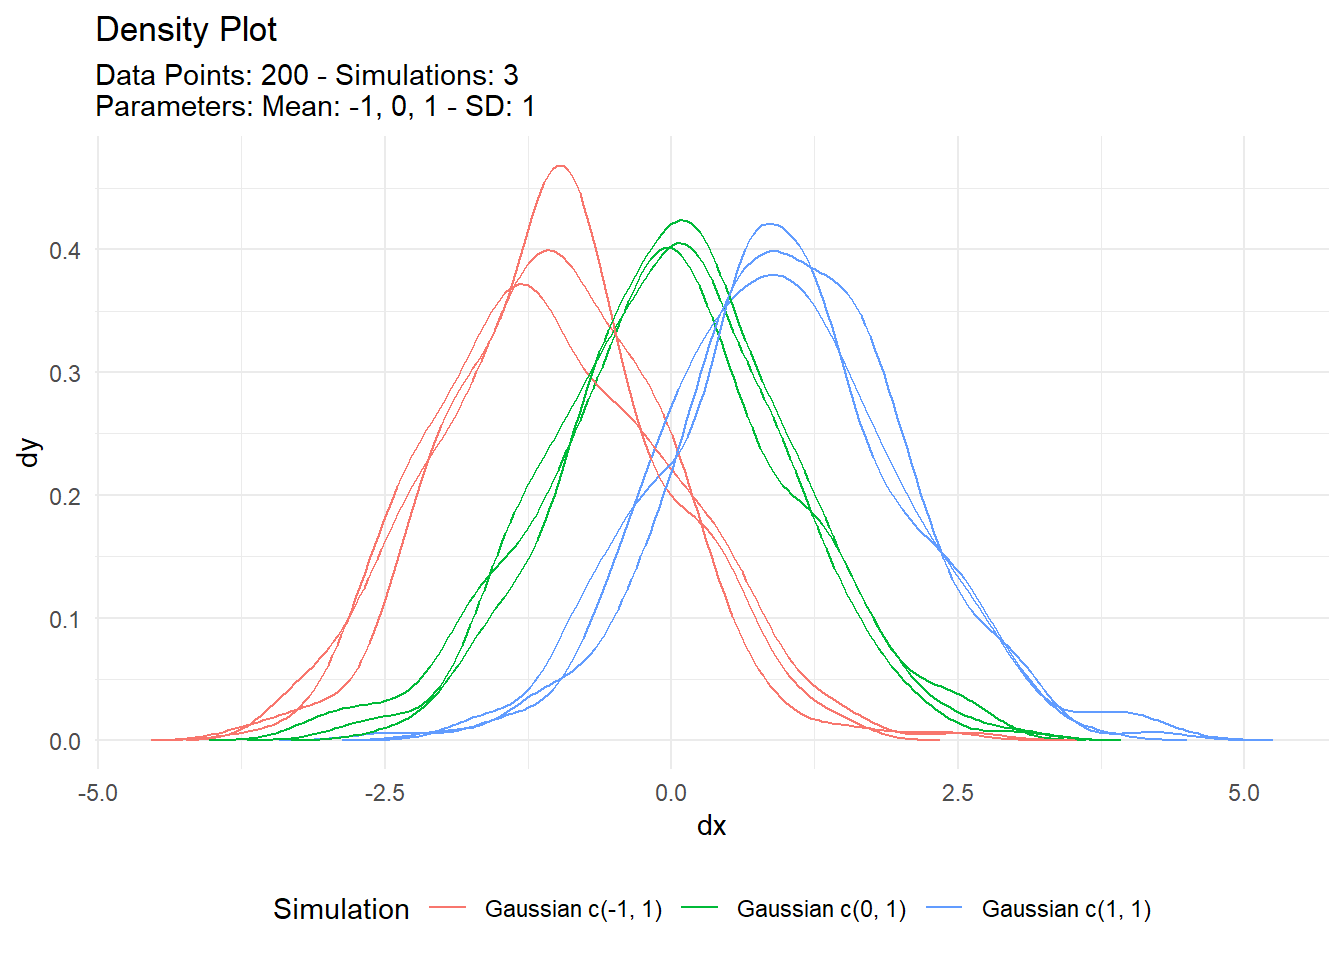 Density Plot
Data Points: 200 - Simulations: 3
Parameters: Mean: -1, 0, 1 - SD: 1
dy
0.4
0.3
0.2
0.1
0.0
-5.0 -2.5 0.0 2.5 5.0
dx
Simulation Gaussian c(-1, 1) Gaussian c(0, 1) Gaussian c(1, 1)